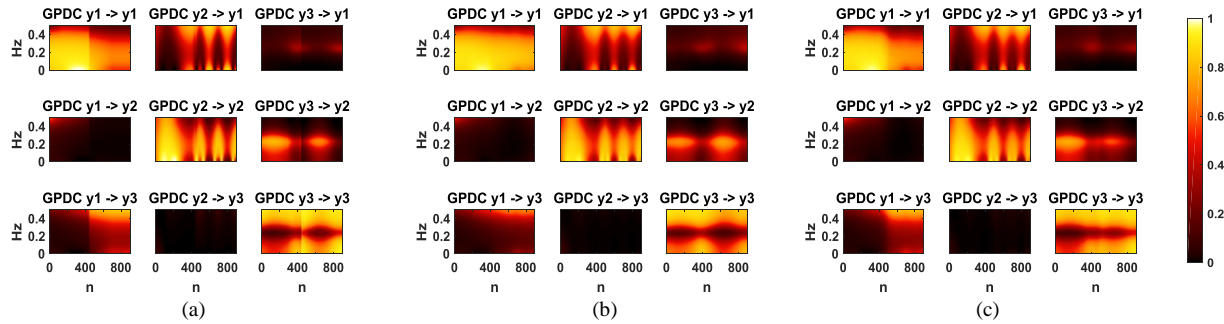 GPDC y1 -> y1 GPDC y2 -> y1 GPDC y3 -> y1
Hz
0.4
0.2
0
GPDC y1 -> y2 GPDC y2 -> y2 GPDC y3 -> y2
Hz
0.4
0.2
0
GPDC y1 -> y3 GPDC y2 -> y3 GPDC y3 -> y3
Hz
0.4
0.2
0
0 400 800 0 400 800 0 400 800
n n n
(a)
GPDC y1 -> y1 GPDC y2 -> y1 GPDC y3 -> y1
Hz
0.4
0.2
0
GPDC y1 -> y2 GPDC y2 -> y2 GPDC y3 -> y2
Hz
0.4
0.2
0
GPDC y1 -> y3 GPDC y2 -> y3 GPDC y3 -> y3
Hz
0.4
0.2
0
0 400 800 0 400 800 0 400 800
n n n
(b)
GPDC y1 -> y1 GPDC y2 -> y1 GPDC y3 -> y1
Hz
0.4
0.2
0
GPDC y1 -> y2 GPDC y2 -> y2 GPDC y3 -> y2
Hz
0.4
0.2
0
GPDC y1 -> y3 GPDC y2 -> y3 GPDC y3 -> y3
Hz
0.4
0.2
0
0 400 800 0 400 800 0 400 800
n n n
(c)
1
0.8
0.6
0.4
0.2
0